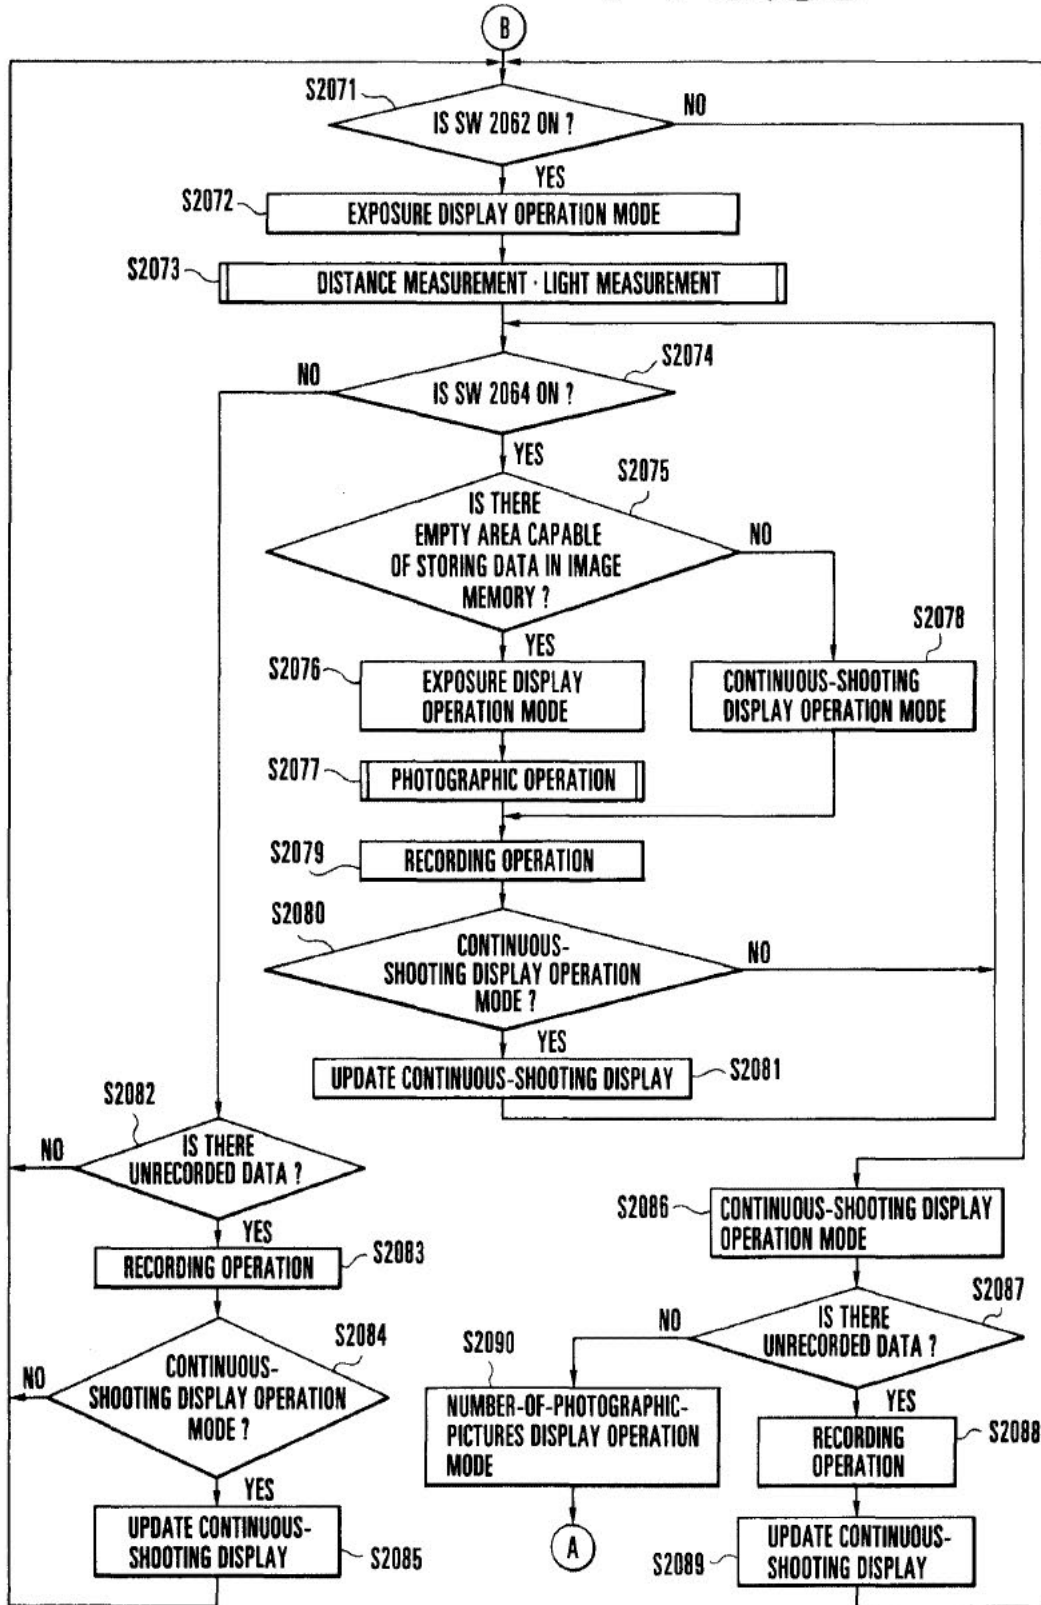 B
S2071
IS SW 2062 ON ?
NO
YES
S2072
EXPOSURE DISPLAY OPERATION MODE
S2073
DISTANCE MEASUREMENT · LIGHT MEASUREMENT
S2074
NO
IS SW 2064 ON ?
YES
S2075
IS THERE
EMPTY AREA CAPABLE
OF STORING DATA IN IMAGE
MEMORY ?
NO
YES
S2076
EXPOSURE DISPLAY
OPERATION MODE
S2078
CONTINUOUS-SHOOTING
DISPLAY OPERATION MODE
S2077
PHOTOGRAPHIC OPERATION
S2079
RECORDING OPERATION
S2080
CONTINUOUS-
SHOOTING DISPLAY OPERATION
MODE ?
NO
YES
UPDATE CONTINUOUS-SHOOTING DISPLAY
S2081
S2082
NO
IS THERE
UNRECORDED DATA ?
YES
RECORDING OPERATION
S2083
S2084
NO
CONTINUOUS-
SHOOTING DISPLAY OPERATION
MODE ?
YES
UPDATE CONTINUOUS-
SHOOTING DISPLAY
S2085
S2086
CONTINUOUS-SHOOTING DISPLAY
OPERATION MODE
S2087
NO
IS THERE
UNRECORDED DATA ?
YES
S2090
NUMBER-OF-PHOTOGRAPHIC-
PICTURES DISPLAY OPERATION
MODE
A
S2088
RECORDING
OPERATION
S2089
UPDATE CONTINUOUS-
SHOOTING DISPLAY